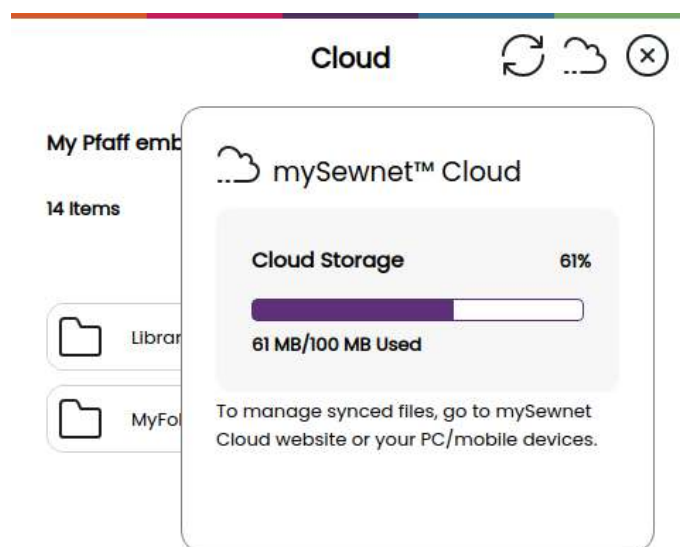 Cloud
My Pfaff emb
14 Items
Librar
MyFol
mySewnet™ Cloud
Cloud Storage 61%
61 MB/100 MB Used
To manage synced files, go to mySewnet
Cloud website or your PC/mobile devices.